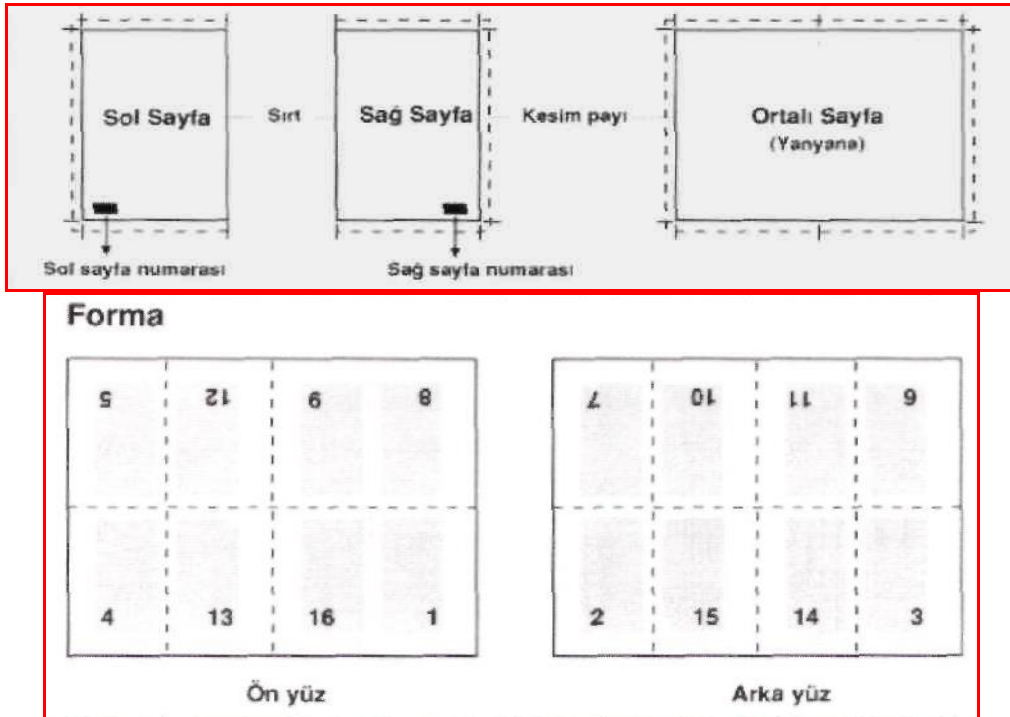 Sol Sayfa
Sırt
Sağ Sayfa
Kesim payı
Ortalı Sayfa
(Yanyana)
Sol sayfa numarası
Sağ sayfa numarası
Forma
5 12 9 8
4 13 16 1
Ön yüz
7 10 11 6
2 15 14 3
Arka yüz